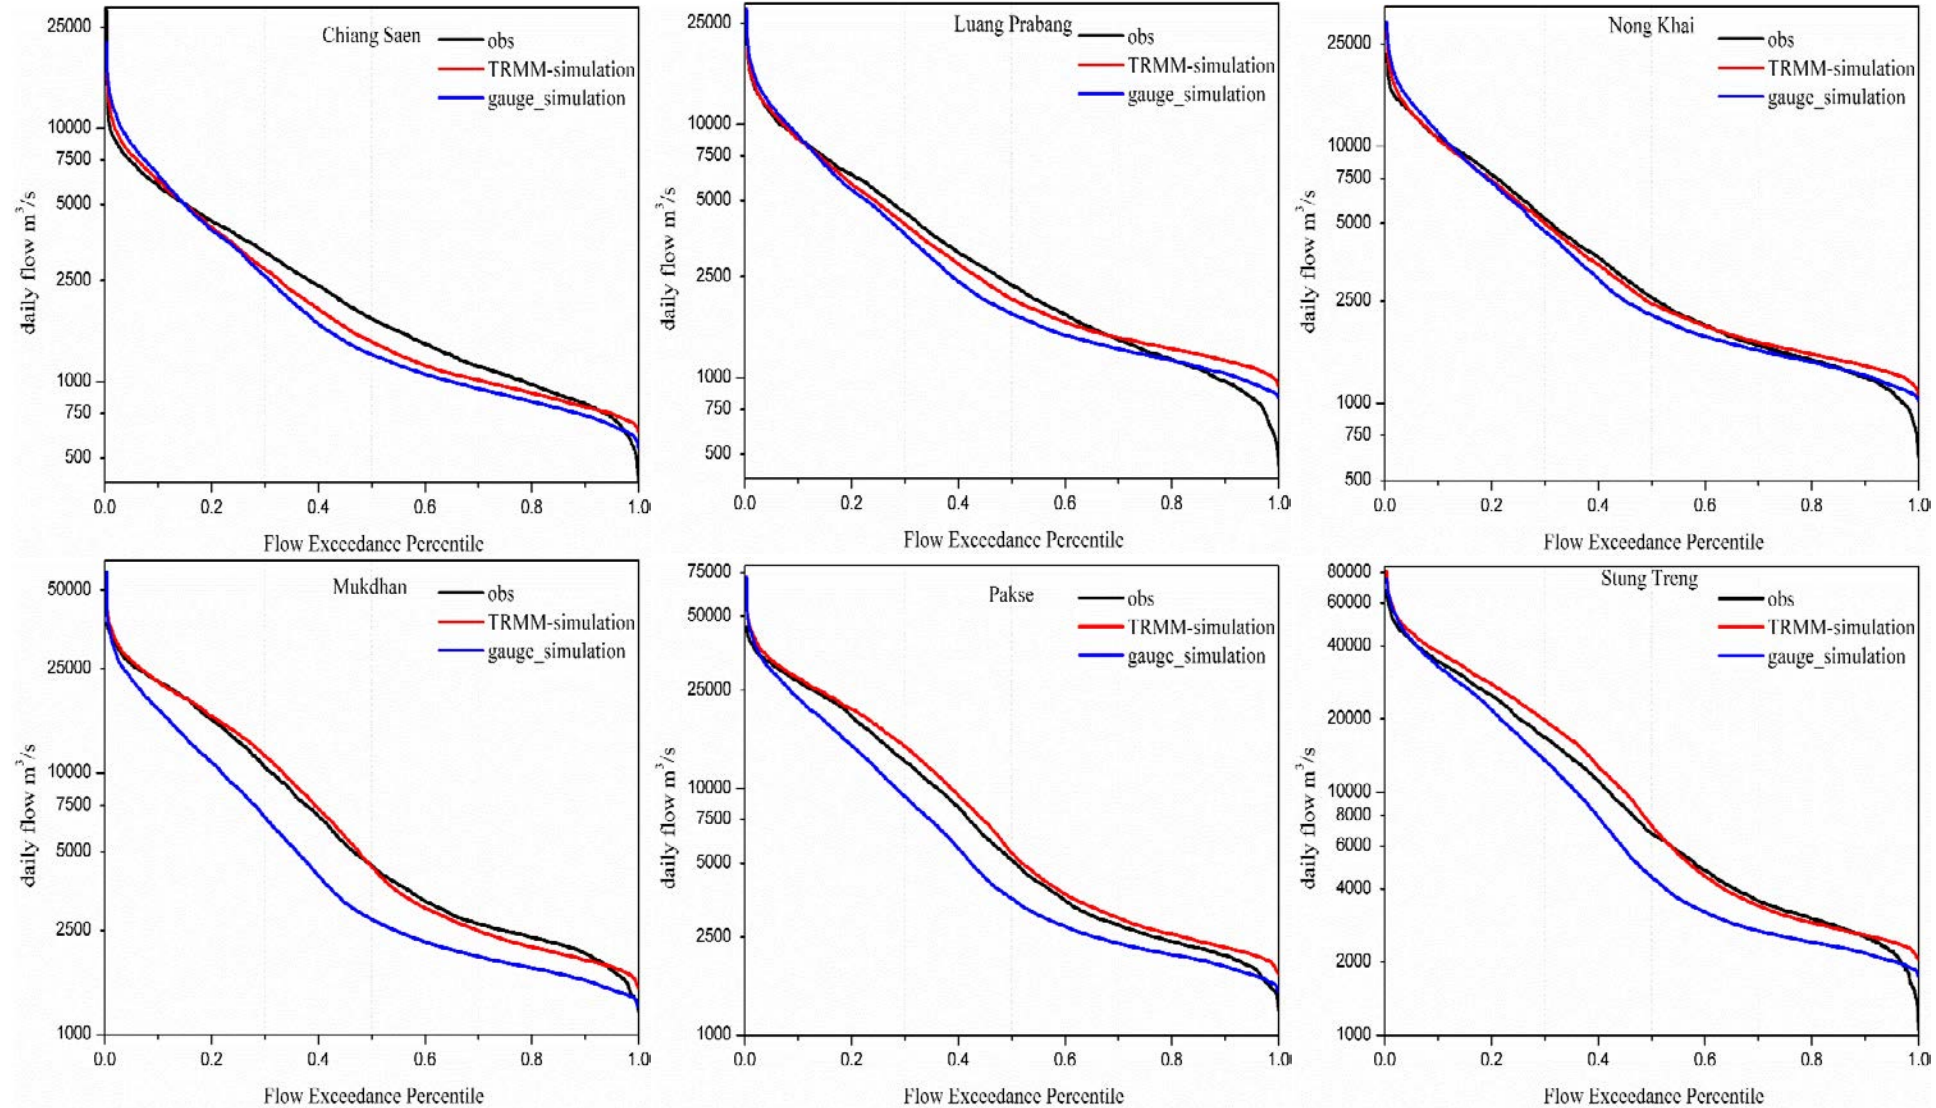 Chiang Saen
obs
TRMM-simulation
gauge_simulation
25000
10000
7500
5000
2500
1000
750
500
daily flow m³/s
0.0 0.2 0.4 0.6 0.8 1.0
Flow Exceedance Percentile
Luang Prabang
obs
TRMM-simulation
gauge_simulation
25000
10000
7500
5000
2500
1000
750
500
daily flow m³/s
0.0 0.2 0.4 0.6 0.8 1.0
Flow Exceedance Percentile
Nong Khai
obs
TRMM-simulation
gauge_simulation
25000
10000
7500
5000
2500
1000
750
500
daily flow m³/s
0.0 0.2 0.4 0.6 0.8 1.0
Flow Exceedance Percentile
Mukdhan
obs
TRMM-simulation
gauge_simulation
50000
25000
10000
7500
5000
2500
1000
daily flow m³/s
0.0 0.2 0.4 0.6 0.8 1.0
Flow Exceedance Percentile
Pakse
obs
TRMM-simulation
gauge_simulation
75000
50000
25000
10000
7500
5000
2500
1000
daily flow m³/s
0.0 0.2 0.4 0.6 0.8 1.0
Flow Exceedance Percentile
Stung Treng
obs
TRMM-simulation
gauge_simulation
80000
60000
40000
20000
10000
8000
6000
4000
2000
1000
daily flow m³/s
0.0 0.2 0.4 0.6 0.8 1.0
Flow Exceedance Percentile